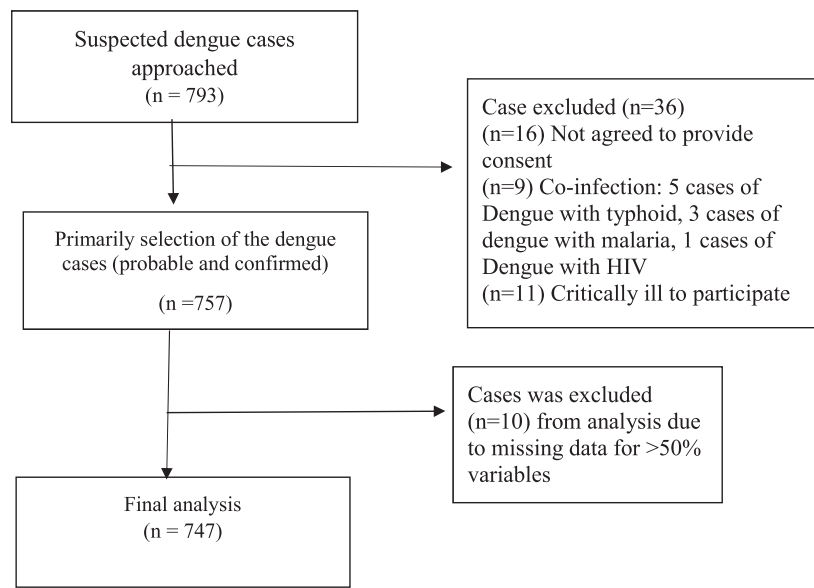 Suspected dengue cases
approached
(n = 793)
Case excluded (n=36)
(n=16) Not agreed to provide
consent
(n=9) Co-infection: 5 cases of
Dengue with typhoid, 3 cases of
dengue with malaria, 1 cases of
Dengue with HIV
(n=11) Critically ill to participate
Primarily selection of the dengue
cases (probable and confirmed)
(n =757)
Cases was excluded
(n=10) from analysis due
to missing data for >50%
variables
Final analysis
(n = 747)